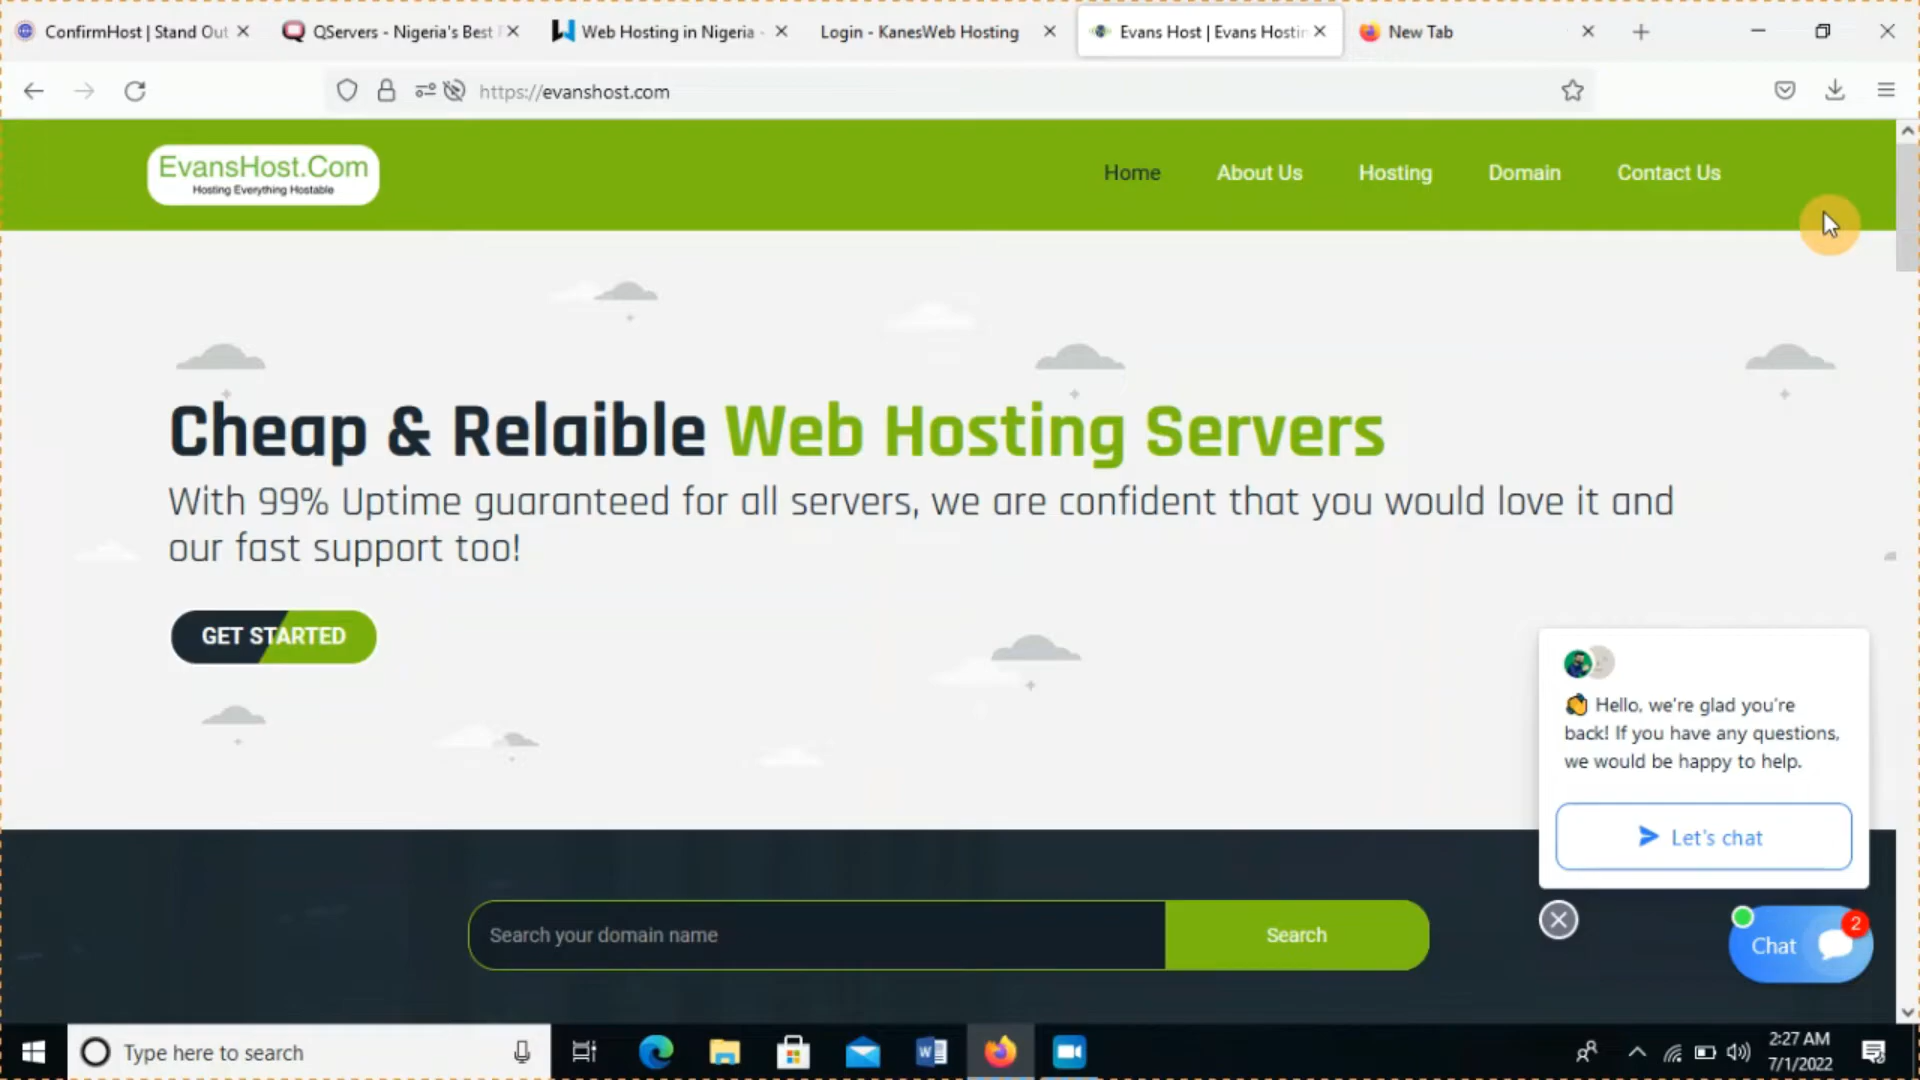 ConfirmHost | Stand Out
QServers - Nigeria's Best
Web Hosting in Nigeria -
Login - KanesWeb Hosting
Evans Host | Evans Hostin
New Tab
https://evanshost.com
EvansHost.Com
Hosting Everything Hostable
Home
About Us
Hosting
Domain
Contact Us
Cheap & Relaible Web Hosting Servers
With 99% Uptime guaranteed for all servers, we are confident that you would love it and
our fast support too!
GET STARTED
Hello, we're glad you're
back! If you have any questions,
we would be happy to help.
Let's chat
Search your domain name
Search
Chat
2
Type here to search
2:27 AM
7/1/2022